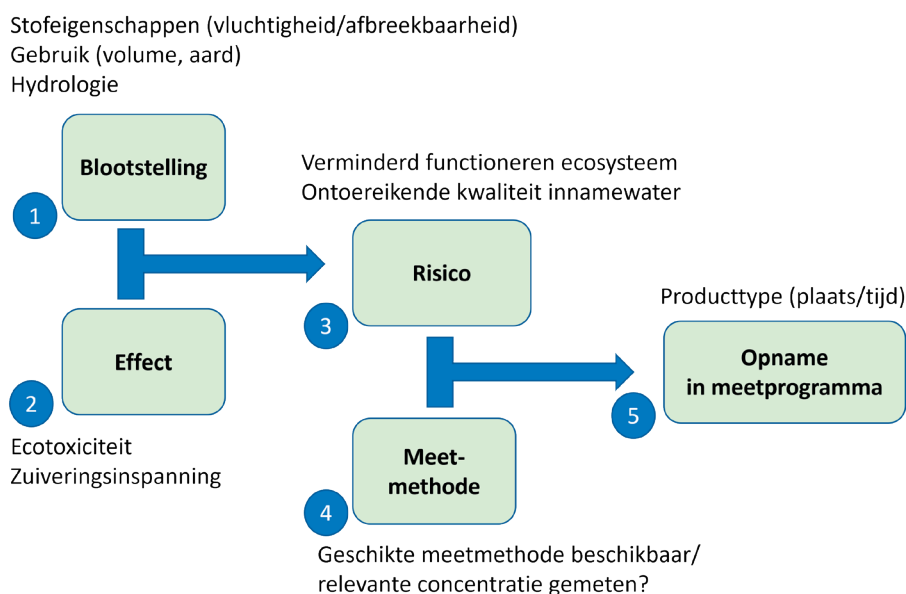 Stofeigenschappen (vluchtigheid/afbreekbaarheid)
Gebruik (volume, aard)
Hydrologie
Blootstelling
1
Verminderd functioneren ecosysteem
Ontoereikende kwaliteit innamewater
Risico
3
Effect
2
Ecotoxiciteit
Zuiveringsinspanning
Producttype (plaats/tijd)
Opname
in meetprogramma
5
Meet-
methode
4
Geschikte meetmethode beschikbaar/
relevante concentratie gemeten?